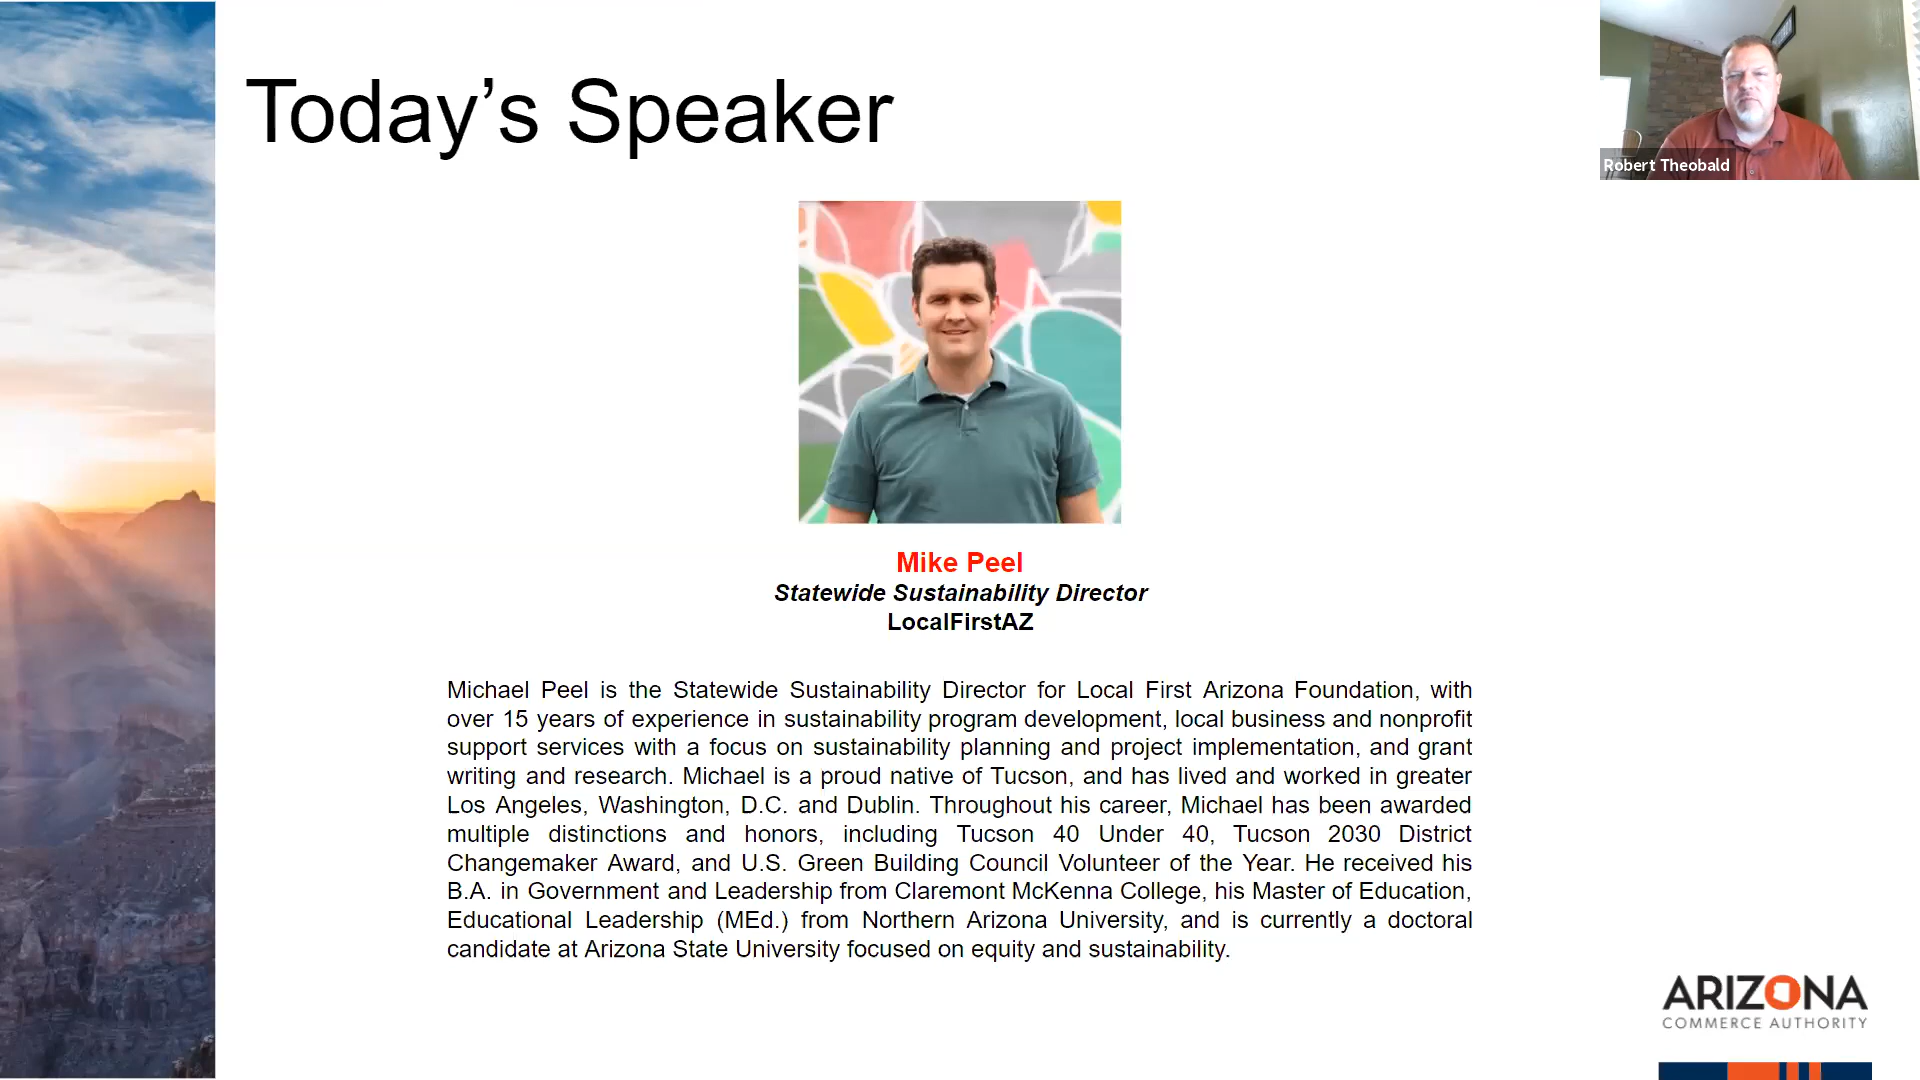 Today’s Speaker
Robert Theobald
Mike Peel
Statewide Sustainability Director
LocalFirstAZ
Michael Peel is the Statewide Sustainability Director for Local First Arizona Foundation, with
over 15 years of experience in sustainability program development, local business and nonprofit
support services with a focus on sustainability planning and project implementation, and grant
writing and research. Michael is a proud native of Tucson, and has lived and worked in greater
Los Angeles, Washington, D.C. and Dublin. Throughout his career, Michael has been awarded
multiple distinctions and honors, including Tucson 40 Under 40, Tucson 2030 District
Changemaker Award, and U.S. Green Building Council Volunteer of the Year. He received his
B.A. in Government and Leadership from Claremont McKenna College, his Master of Education,
Educational Leadership (MEd.) from Northern Arizona University, and is currently a doctoral
candidate at Arizona State University focused on equity and sustainability.
ARIZONA
COMMERCE AUTHORITY